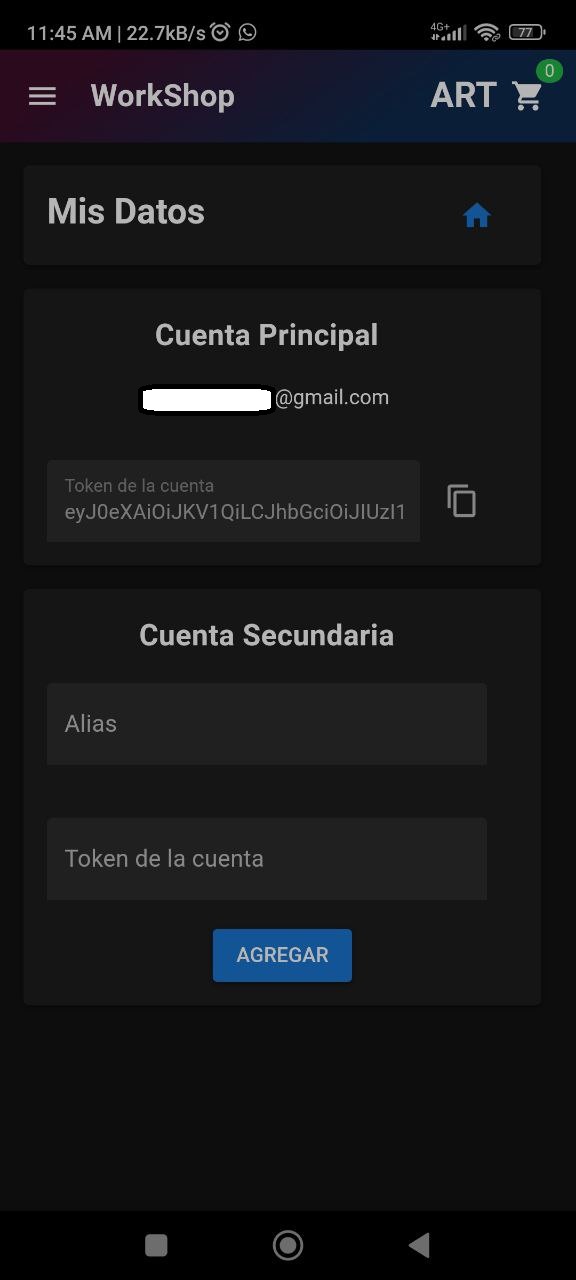 11:45 AM | 22.7kB/s
4G+
77
WorkShop
ART
0
Mis Datos
Cuenta Principal
@gmail.com
Token de la cuenta
eyJ0eXAiOiJKV1QiLCJhbGciOiJIUzI1
Cuenta Secundaria
Alias
Token de la cuenta
AGREGAR